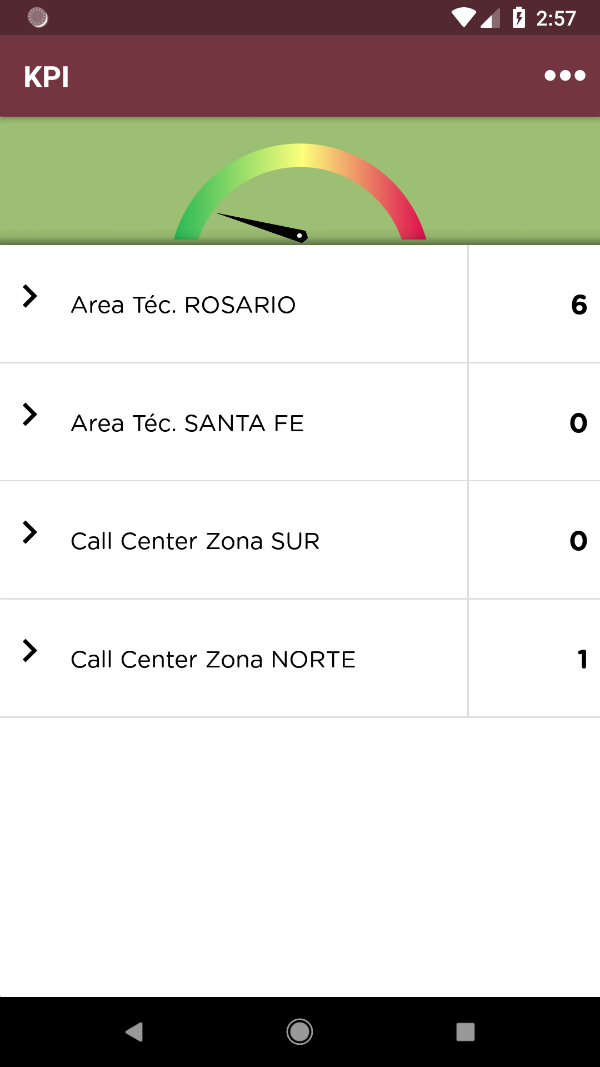 2:57
KPI
Area Téc. ROSARIO 6
Area Téc. SANTA FE 0
Call Center Zona SUR 0
Call Center Zona NORTE 1